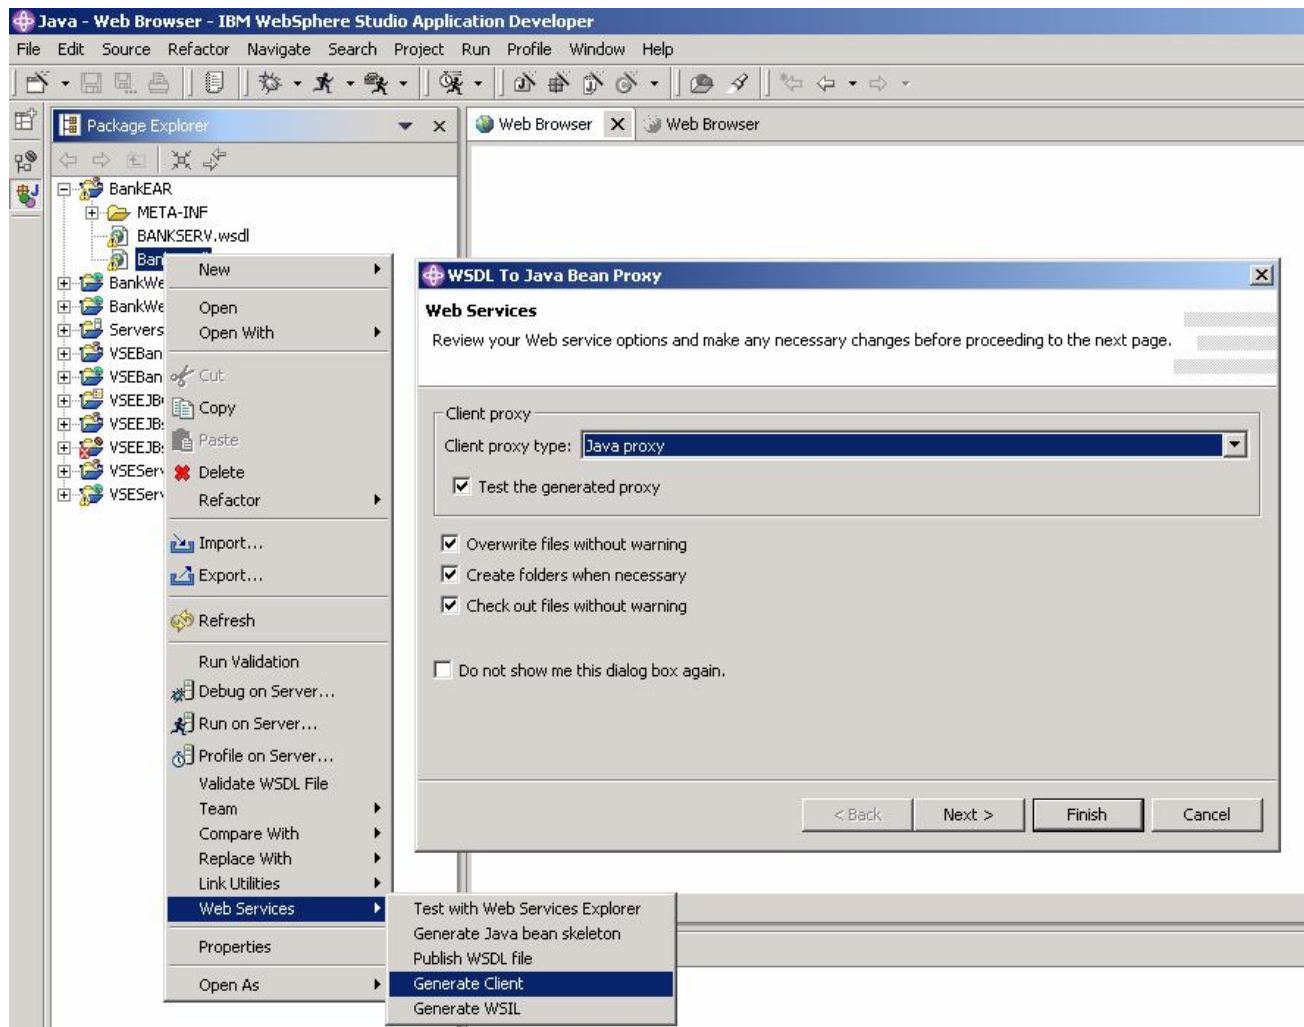 Java - Web Browser - IBM WebSphere Studio Application Developer
File Edit Source Refactor Navigate Search Project Run Profile Window Help
Package Explorer
Web Browser
Web Browser
BankEAR
META-INF
BANKSERV.wsdl
Ban
BankWe
BankWe
Servers
VSEBan
VSEBan
VSEEJB
VSEEJB
VSEEJB
VSESer
VSESer
New
Open
Open With
Cut
Copy
Paste
Delete
Refactor
Import...
Export...
Refresh
Run Validation
Debug on Server...
Run on Server...
Profile on Server...
Validate WSDL File
Team
Compare With
Replace With
Link Utilities
Web Services
Properties
Open As
Test with Web Services Explorer
Generate Java bean skeleton
Publish WSDL file
Generate Client
Generate WSIL
WSDL To Java Bean Proxy
Web Services
Review your Web service options and make any necessary changes before proceeding to the next page.
Client proxy
Client proxy type: Java proxy
Test the generated proxy
Overwrite files without warning
Create folders when necessary
Check out files without warning
Do not show me this dialog box again.
< Back Next > Finish Cancel